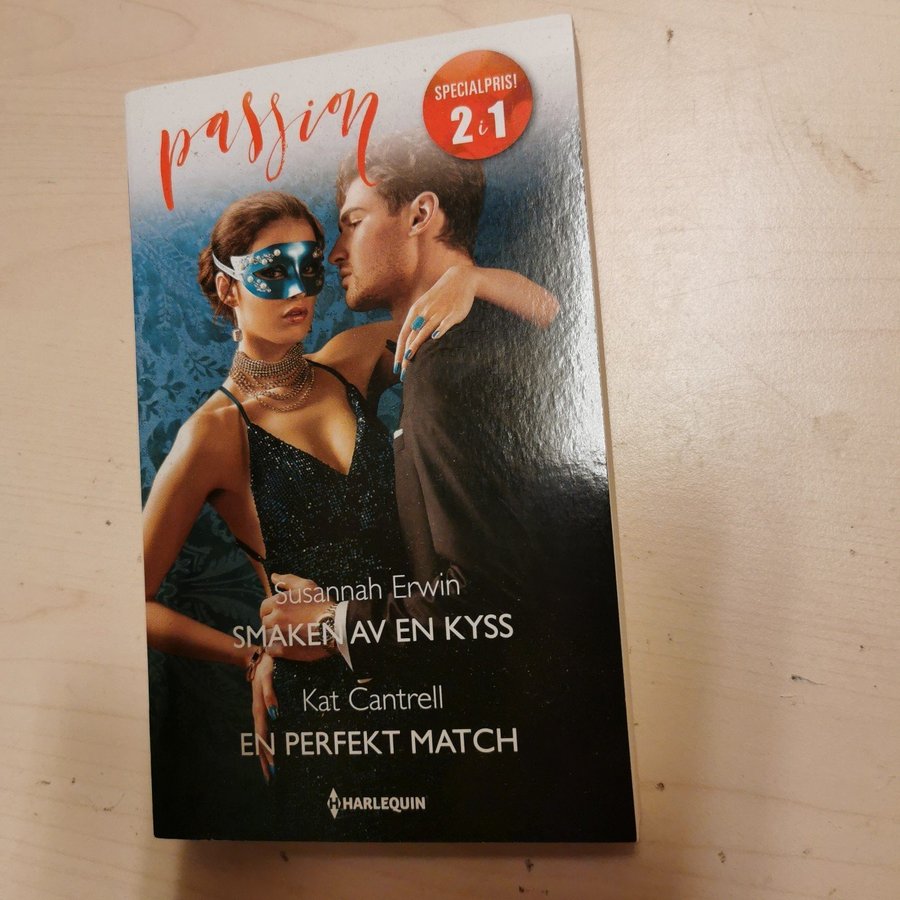 passion
SPECIALPRIS!
2 i 1
Susannah Erwin
SMAKEN AV EN KYSS
Kat Cantrell
EN PERFEKT MATCH
H HARLEQUIN